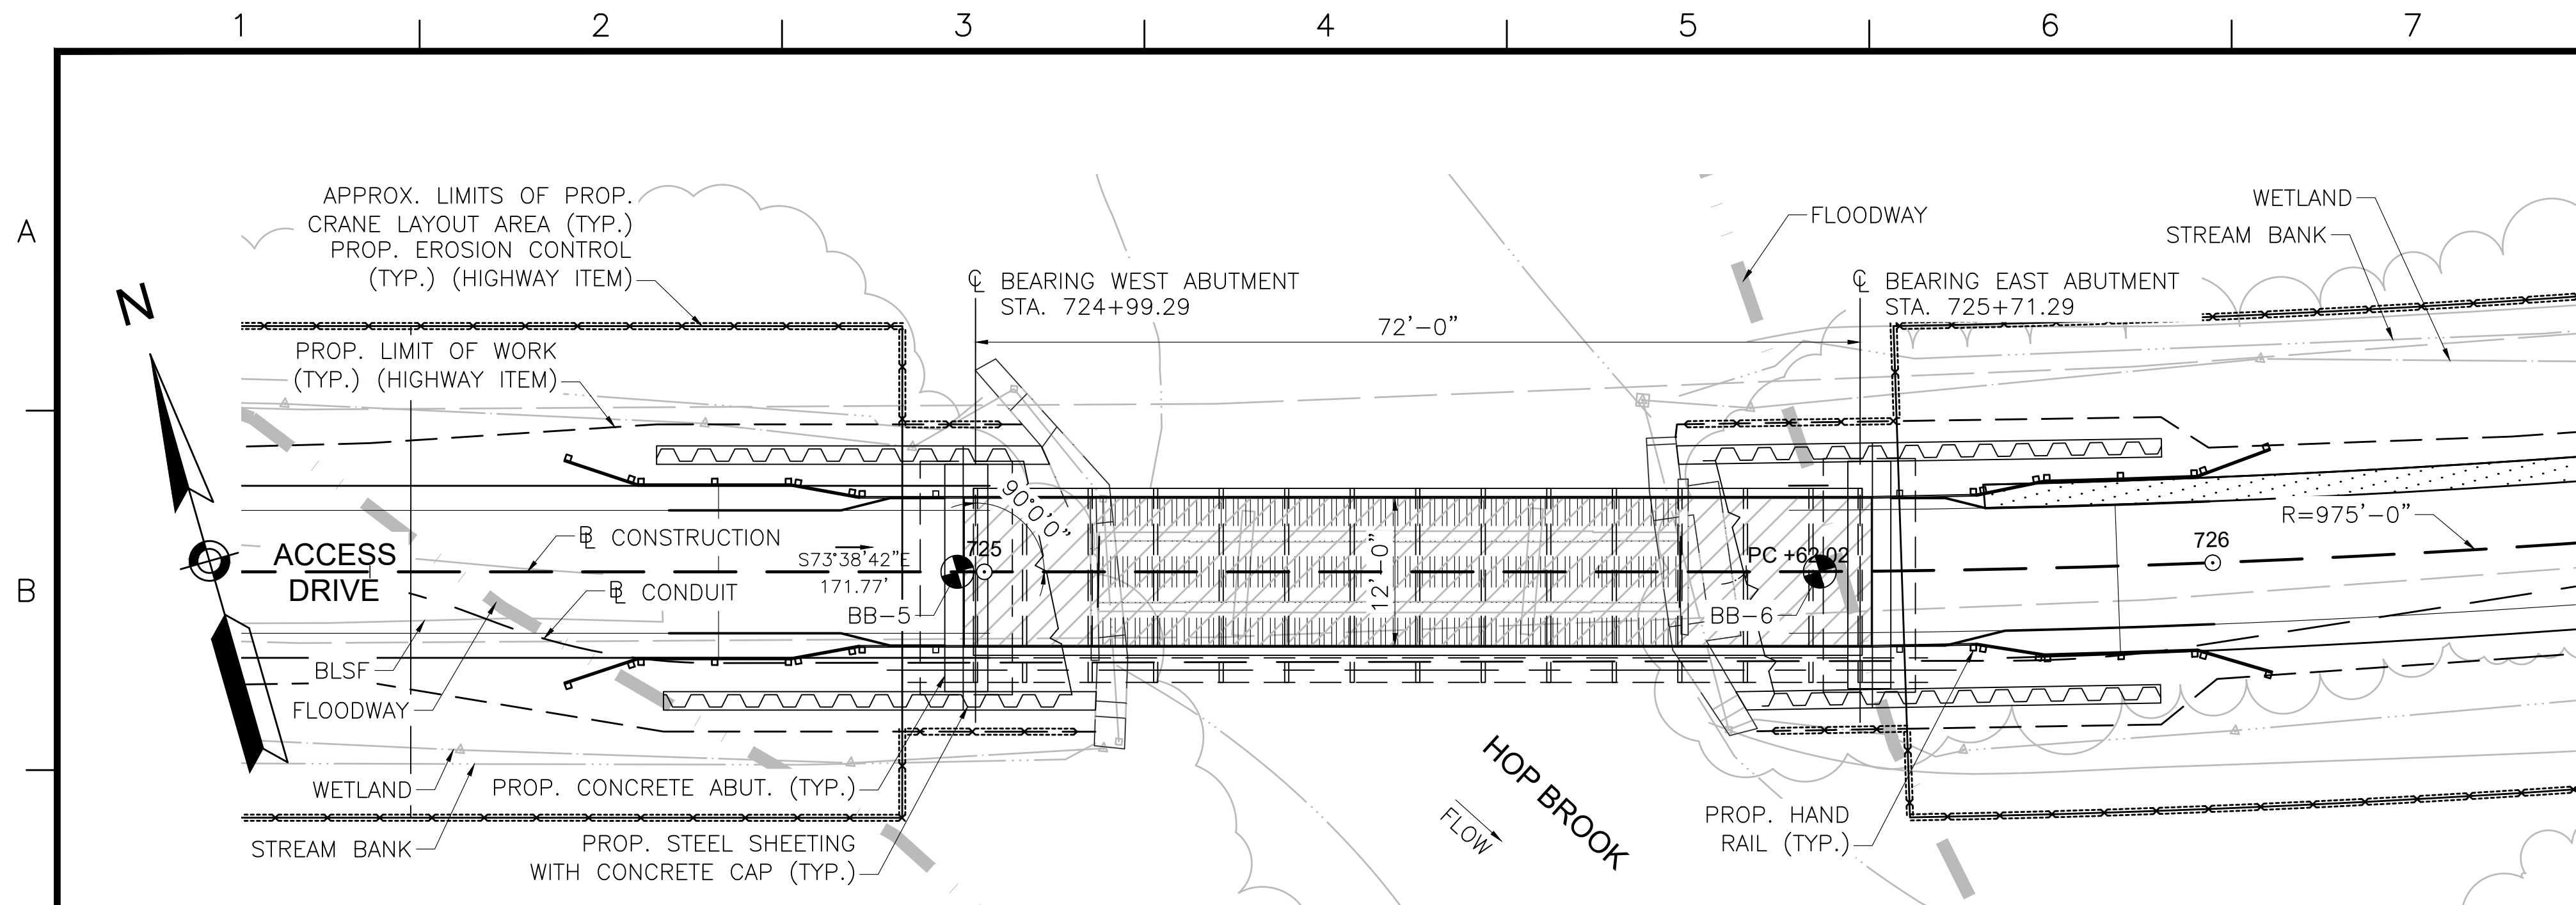 1 2 3 4 5 6 7
A
B
N
APPROX. LIMITS OF PROP.
CRANE LAYOUT AREA (TYP.)
PROP. EROSION CONTROL
(TYP.) (HIGHWAY ITEM)
PROP. LIMIT OF WORK
(TYP.) (HIGHWAY ITEM)
℄ BEARING WEST ABUTMENT
STA. 724+99.29
72'-0"
FLOODWAY
℄ BEARING EAST ABUTMENT
STA. 725+71.29
WETLAND
STREAM BANK
ACCESS
DRIVE
B̲L CONSTRUCTION
B̲L CONDUIT
S73°38'42"E
171.77'
725
90°0'0"
BB-5
12'-0"
PC +62.02
BB-6
R=975'-0"
726
BLSF
FLOODWAY
WETLAND
STREAM BANK
PROP. CONCRETE ABUT. (TYP.)
PROP. STEEL SHEETING
WITH CONCRETE CAP (TYP.)
HOP BROOK
FLOW
PROP. HAND
RAIL (TYP.)